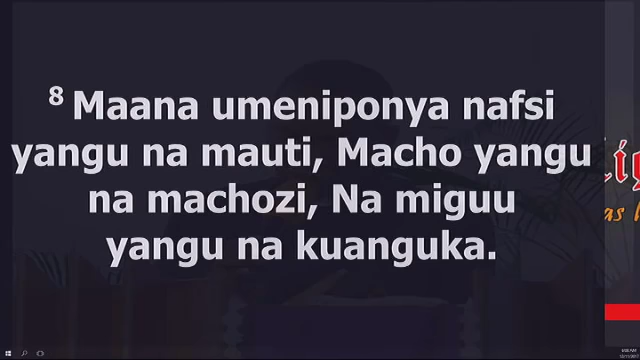 8 Maana umeniponya nafsi
yangu na mauti, Macho yangu
na machozi, Na miguu
yangu na kuanguka.